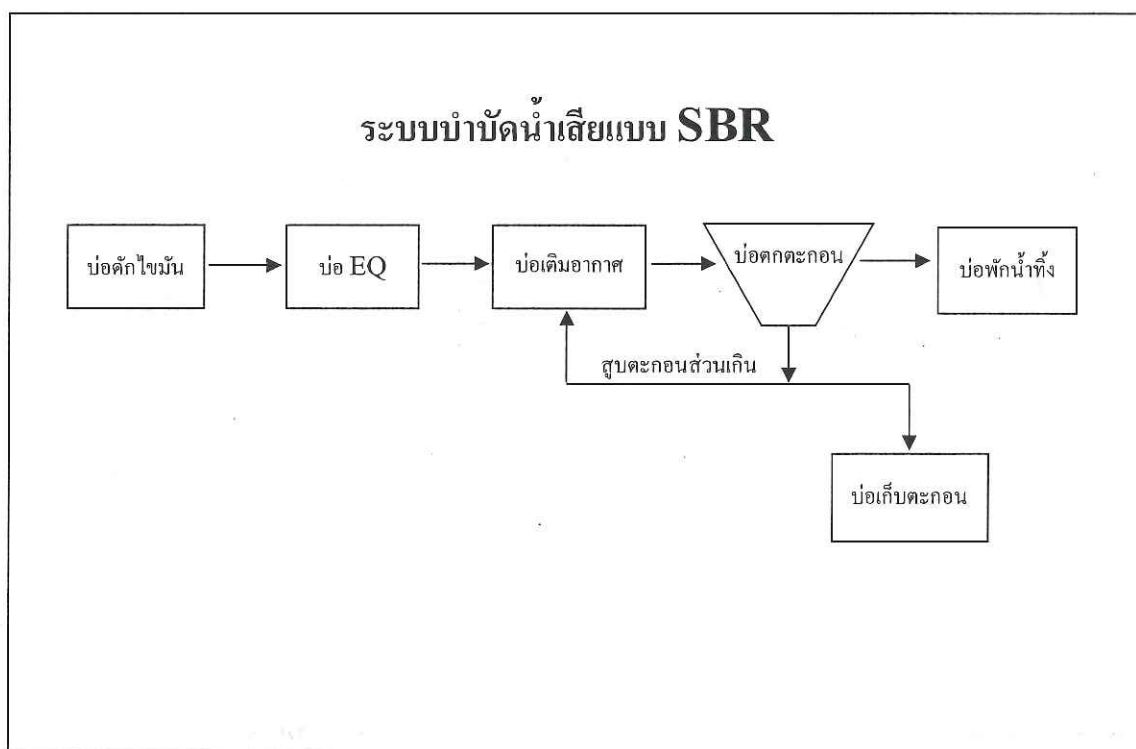 ระบบบำบัดน้ำเสียแบบ SBR
บ่อดักไขมัน
บ่อ EQ
บ่อเติมอากาศ
บ่อตกตะกอน
บ่อพักน้ำทิ้ง
สูบตะกอนส่วนเกิน
บ่อเก็บตะกอน